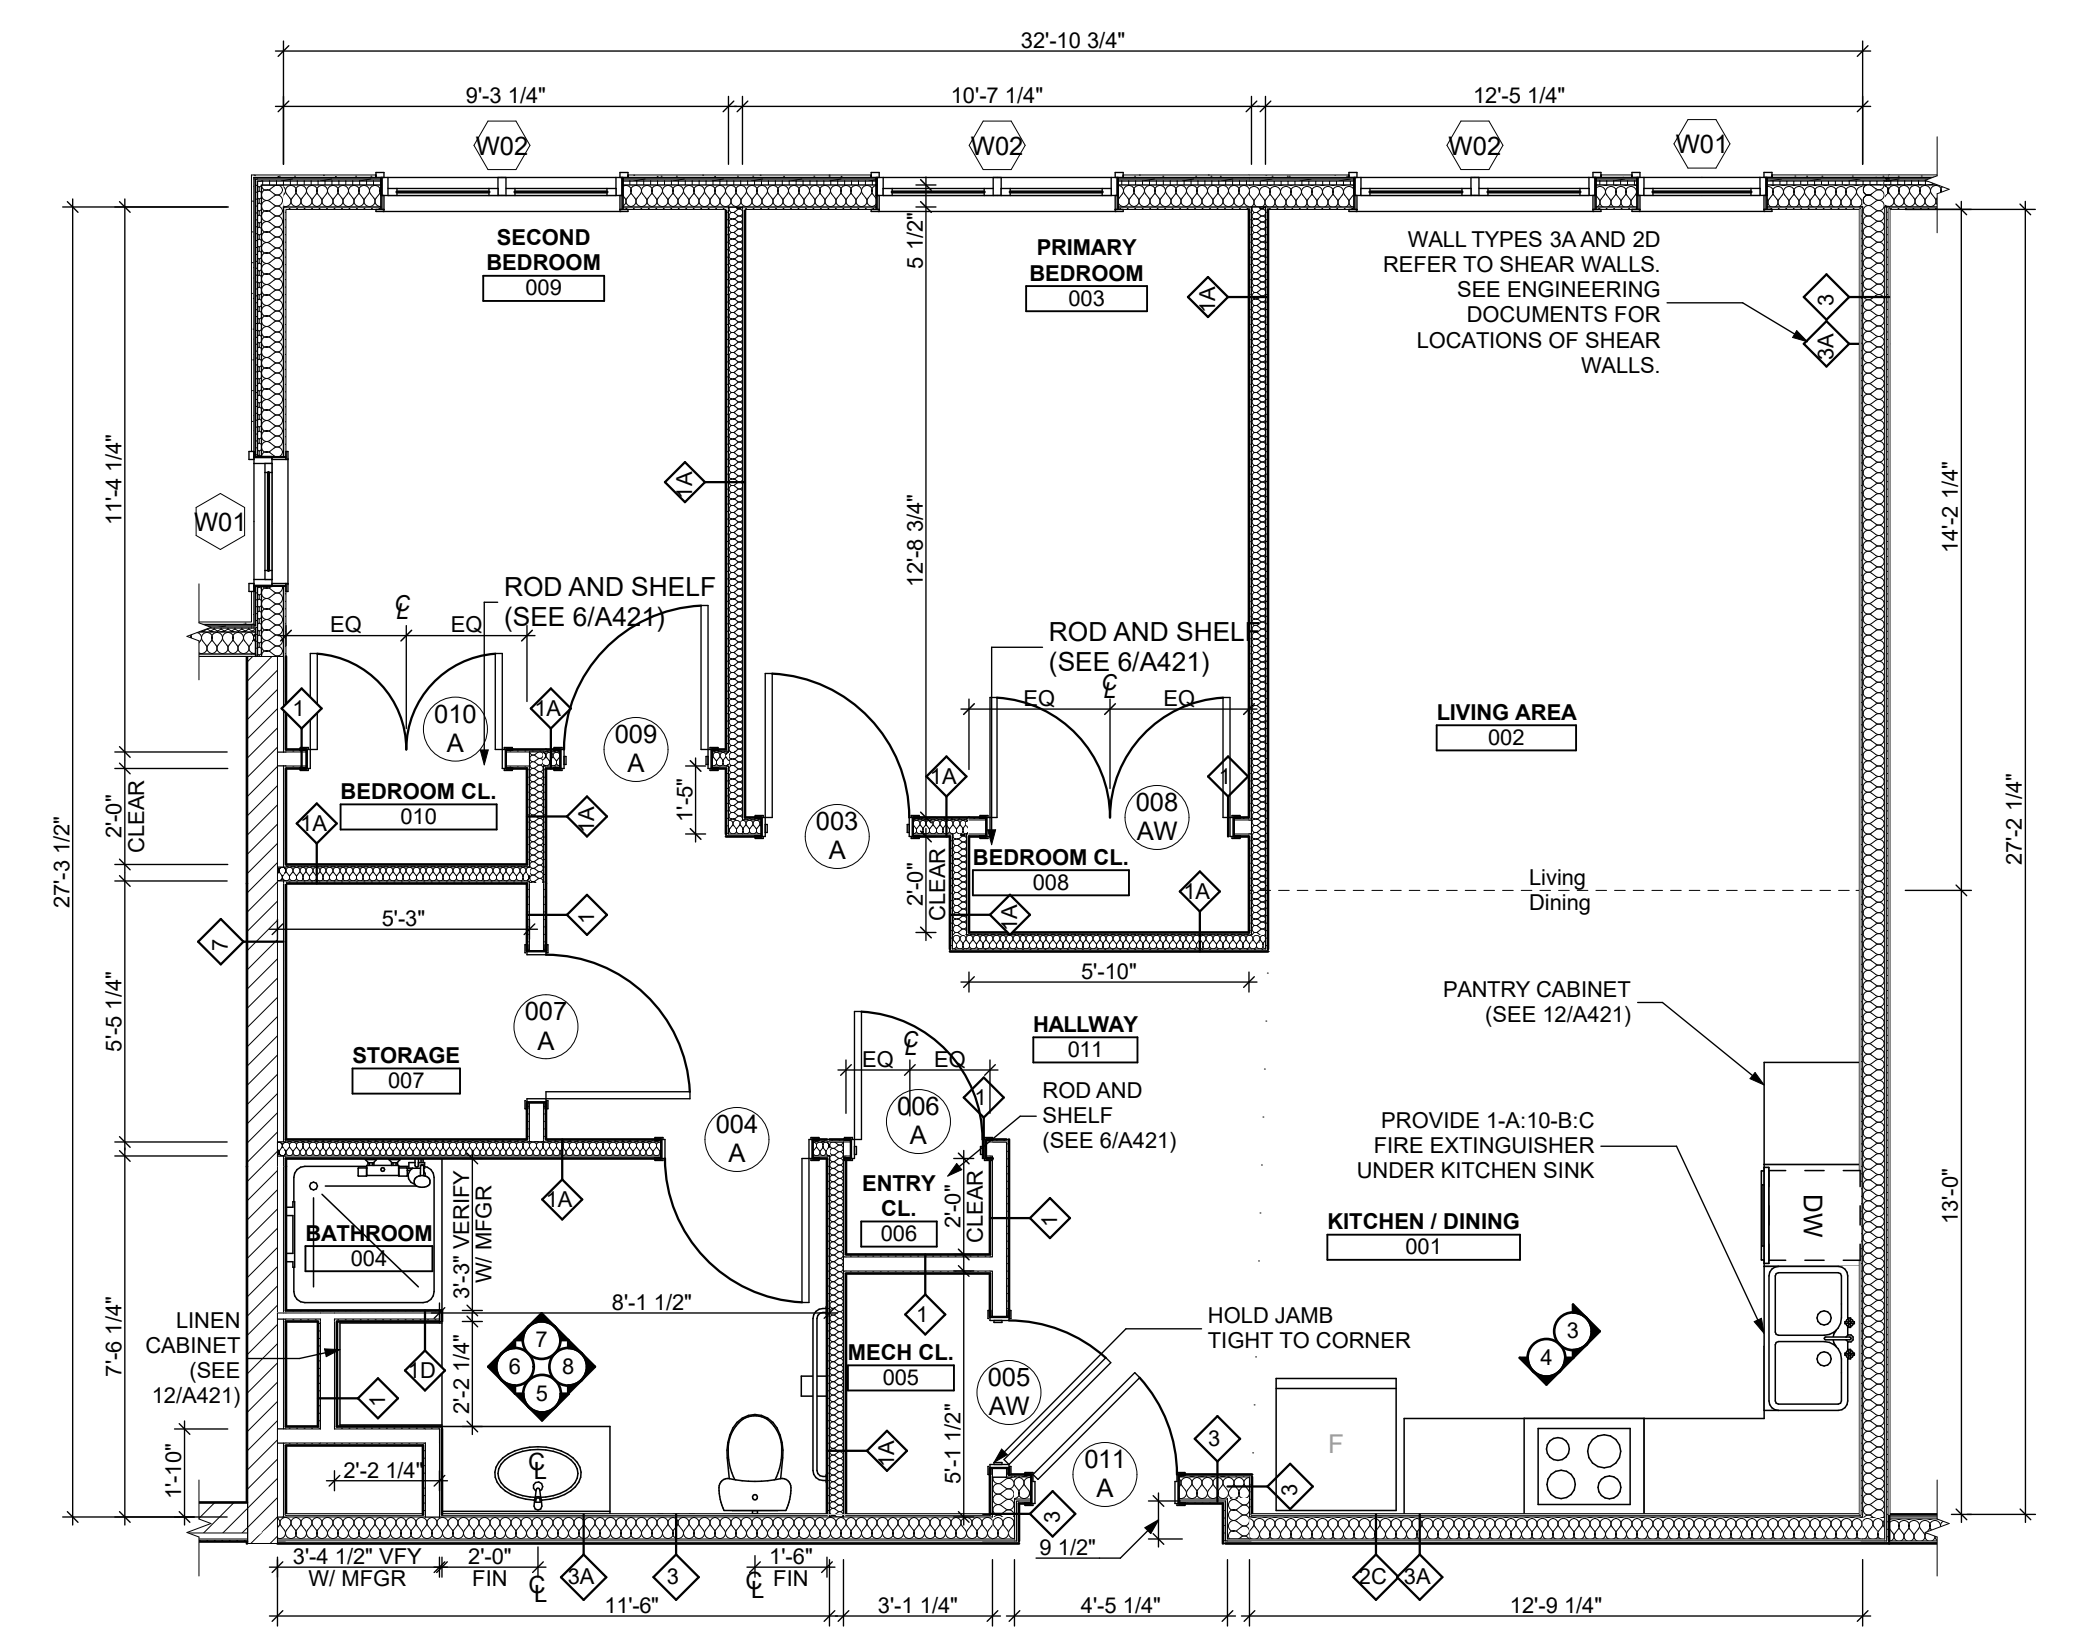 32'-10 3/4"
9'-3 1/4"
10'-7 1/4"
12'-5 1/4"
W02
W02
W02
W01
SECOND
BEDROOM
009
PRIMARY
BEDROOM
003
5 1/2"
1A
WALL TYPES 3A AND 2D
REFER TO SHEAR WALLS.
SEE ENGINEERING
DOCUMENTS FOR
LOCATIONS OF SHEAR
WALLS.
3
3A
11'-4 1/4"
W01
1A
12'-8 3/4"
14'-2 1/4"
ROD AND SHELF
(SEE 6/A421)
EQ
CL
EQ
ROD AND SHELF
(SEE 6/A421)
EQ
CL
EQ
1
010
A
1A
009
A
LIVING AREA
002
2'-0"
CLEAR
BEDROOM CL.
010
1A
1A
1'-5"
003
A
1A
1
008
AW
27'-3 1/2"
27'-2 1/4"
BEDROOM CL.
008
2'-0"
CLEAR
1A
1A
Living
Dining
7
5'-3"
1
5'-10"
5'-5 1/4"
STORAGE
007
007
A
HALLWAY
011
PANTRY CABINET
(SEE 12/A421)
EQ
CL
EQ
1
006
A
ROD AND
SHELF
(SEE 6/A421)
004
A
PROVIDE 1-A:10-B:C
FIRE EXTINGUISHER
UNDER KITCHEN SINK
13'-0"
1A
3'-3" VERIFY
W/ MFGR
ENTRY
CL.
006
2'-0"
CLEAR
1
BATHROOM
004
KITCHEN / DINING
001
DW
7'-6 1/4"
LINEN
CABINET
(SEE
12/A421)
8'-1 1/2"
1
HOLD JAMB
TIGHT TO CORNER
2'-2 1/4"
1D
1
7
6
8
5
MECH CL.
005
005
AW
3
4
1'-10"
2'-2 1/4"
CL
1A
5'-1 1/2"
011
A
3
3
3
F
9 1/2"
3'-4 1/2" VFY
W/ MFGR
2'-0"
FIN
CL
3A
3
CL
1'-6"
FIN
2C
3A
11'-6"
3'-1 1/4"
4'-5 1/4"
12'-9 1/4"